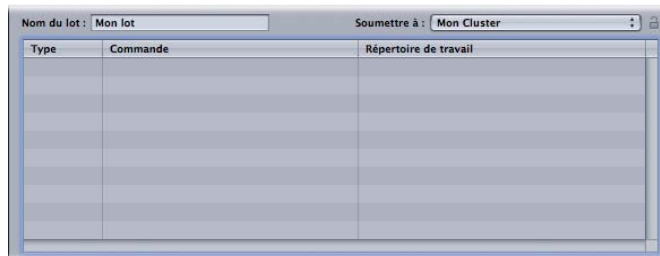 Nom du lot : Mon lot Soumettre à : Mon Cluster
Type Commande Répertoire de travail